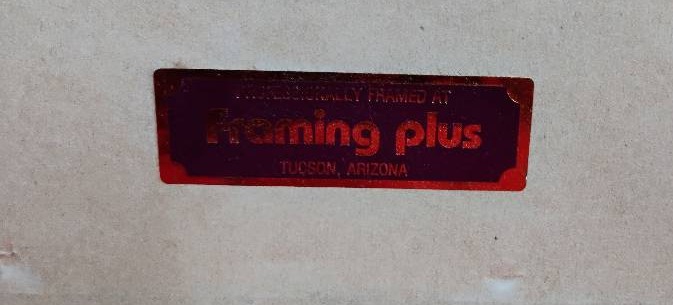 PROFESSIONALLY FRAMED AT
framing plus
TUCSON, ARIZONA